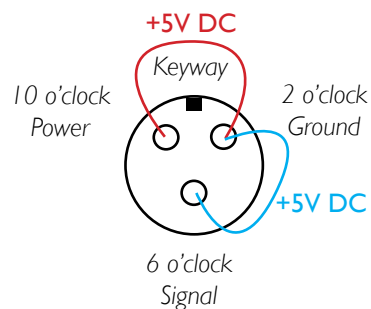 +5V DC
Keyway
10 o'clock
Power
2 o'clock
Ground
+5V DC
6 o'clock
Signal